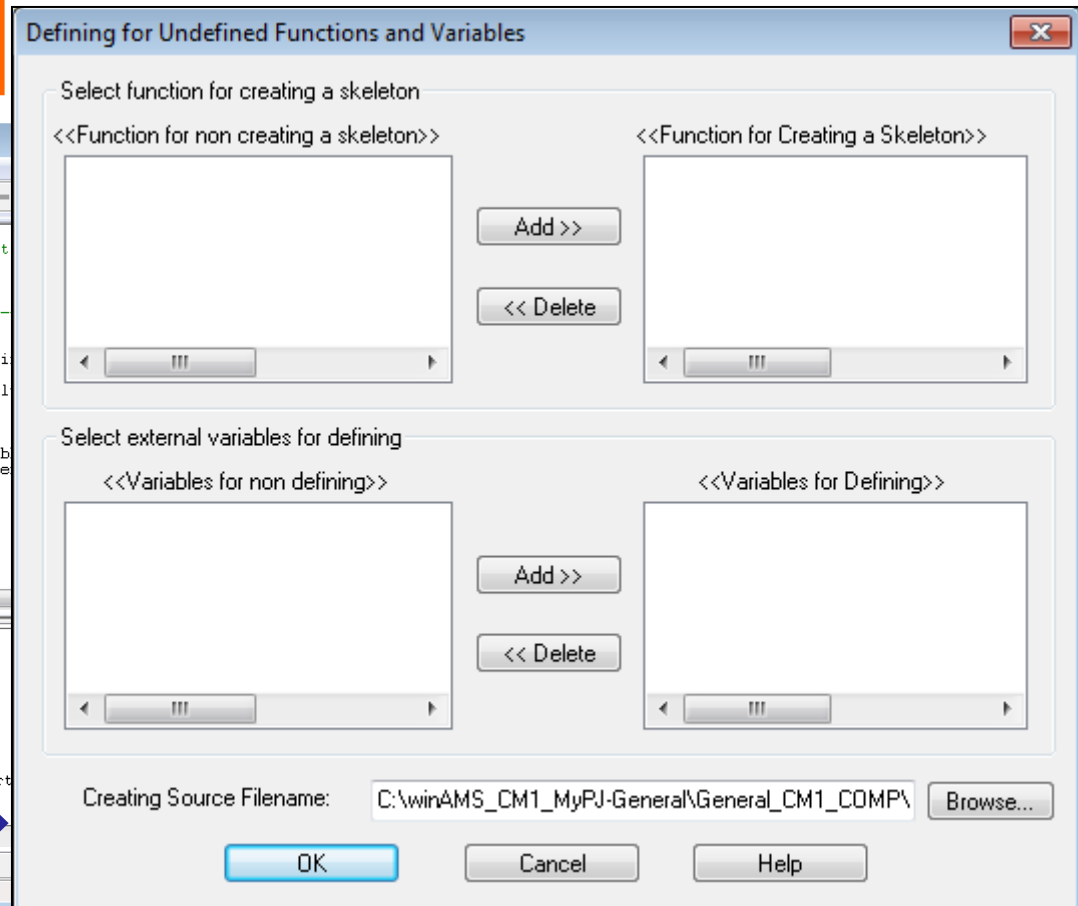 Defining for Undefined Functions and Variables
Select function for creating a skeleton
<<Function for non creating a skeleton>>
<<Function for Creating a Skeleton>>
Add >>
<< Delete
Select external variables for defining
<<Variables for non defining>>
<<Variables for Defining>>
Add >>
<< Delete
Creating Source Filename:
C:\winAMS_CM1_MyPJ-General\General_CM1_COMP\
Browse...
OK
Cancel
Help